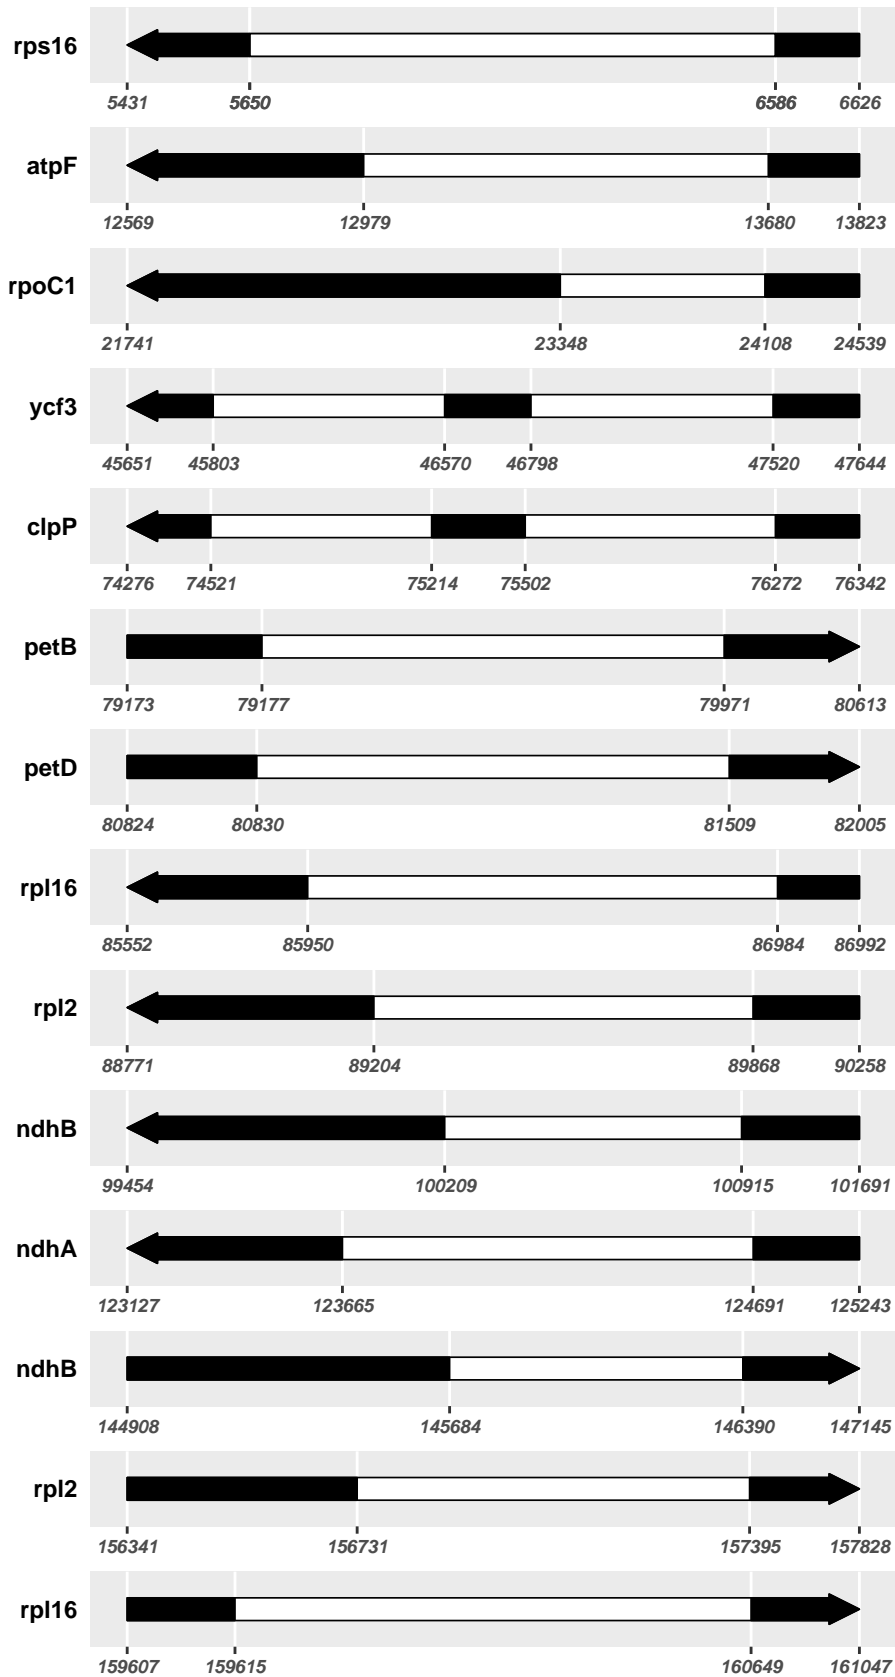 rps16
5431 5650 6586 6626
atpF
12569 12979 13680 13823
rpoC1
21741 23348 24108 24539
ycf3
45651 45803 46570 46798 47520 47644
clpP
74276 74521 75214 75502 76272 76342
petB
79173 79177 79971 80613
petD
80824 80830 81509 82005
rpl16
85552 85950 86984 86992
rpl2
88771 89204 89868 90258
ndhB
99454 100209 100915 101691
ndhA
123127 123665 124691 125243
ndhB
144908 145684 146390 147145
rpl2
156341 156731 157395 157828
rpl16
159607 159615 160649 161047